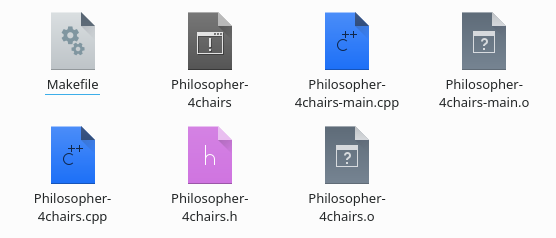 !
C++
?
Makefile
Philosopher-
4chairs
Philosopher-
4chairs-main.cpp
Philosopher-
4chairs-main.o
C++
h
?
Philosopher-
4chairs.cpp
Philosopher-
4chairs.h
Philosopher-
4chairs.o